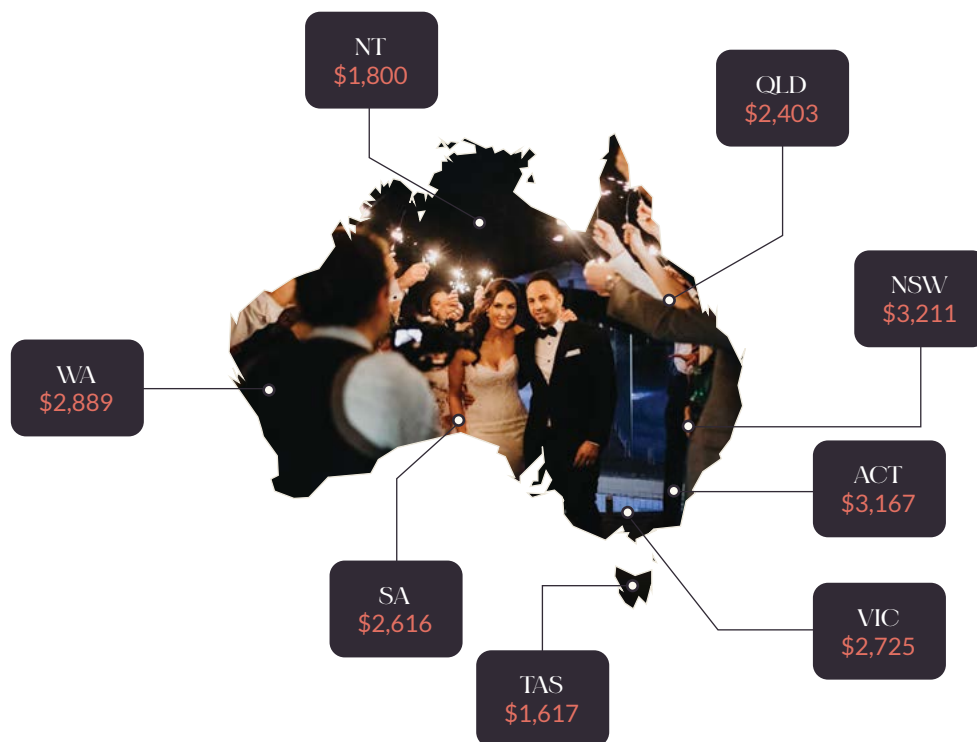 NT
$1,800
QLD
$2,403
NSW
$3,211
WA
$2,889
ACT
$3,167
SA
$2,616
VIC
$2,725
TAS
$1,617